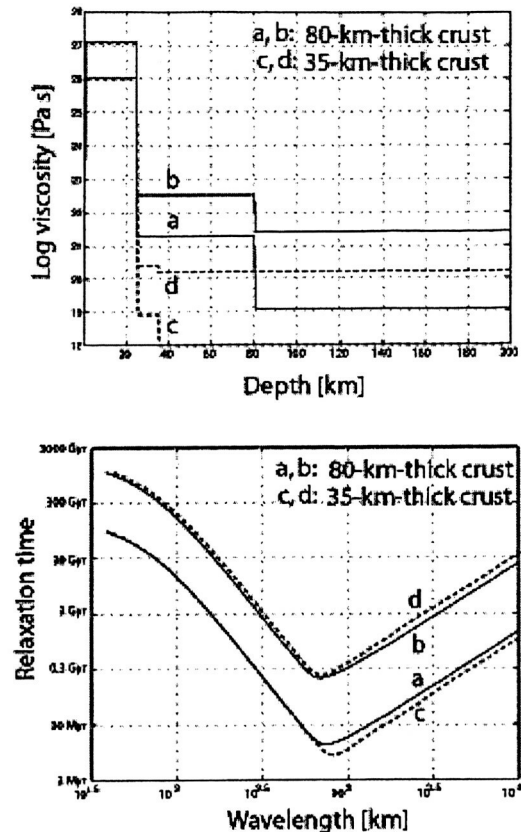 a, b: 80-km-thick crust
c, d: 35-km-thick crust
Log viscosity [Pa s]
b
a
d
c
20 40 60 80 100 120 140 160 180 200
Depth [km]
a, b: 80-km-thick crust
c, d: 35-km-thick crust
3000 Gyr
300 Gyr
30 Gyr
3 Gyr
0.3 Gyr
30 Myr
3 Myr
Relaxation time
d
b
a
c
Wavelength [km]